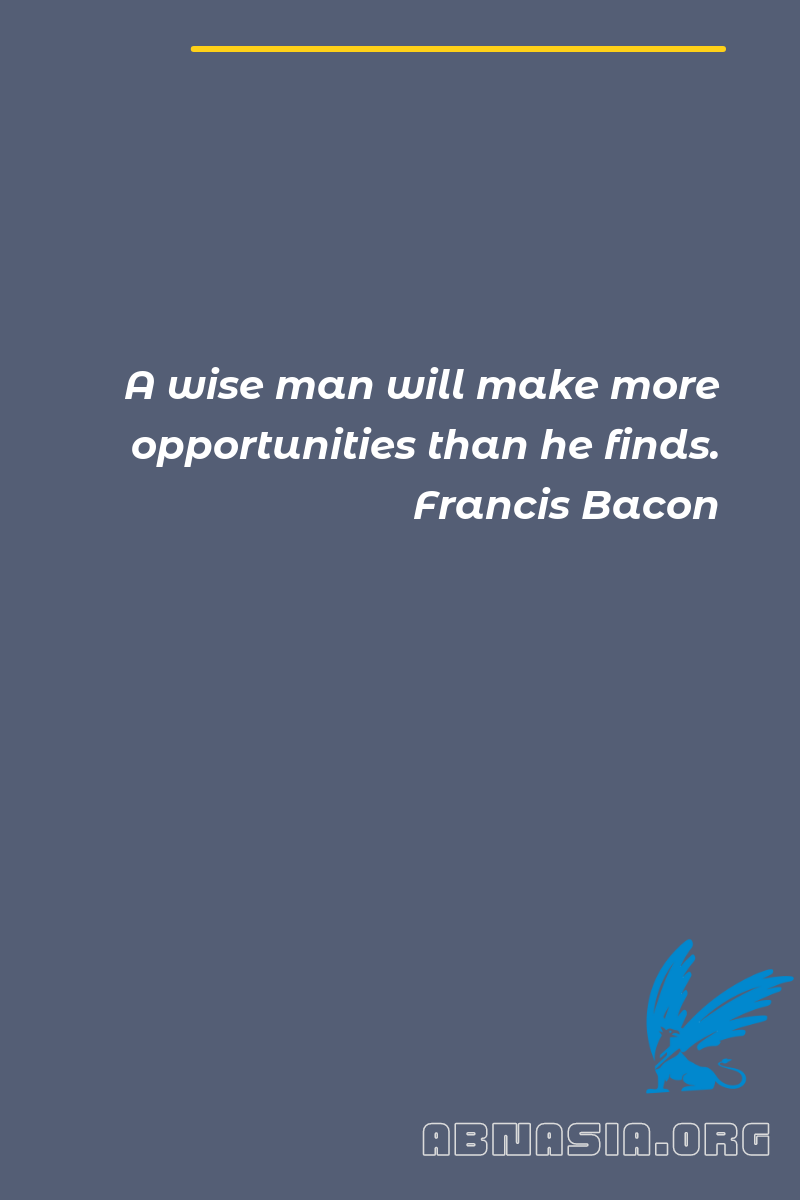 A wise man will make more
opportunities than he finds.
Francis Bacon
ABNASIA.ORG